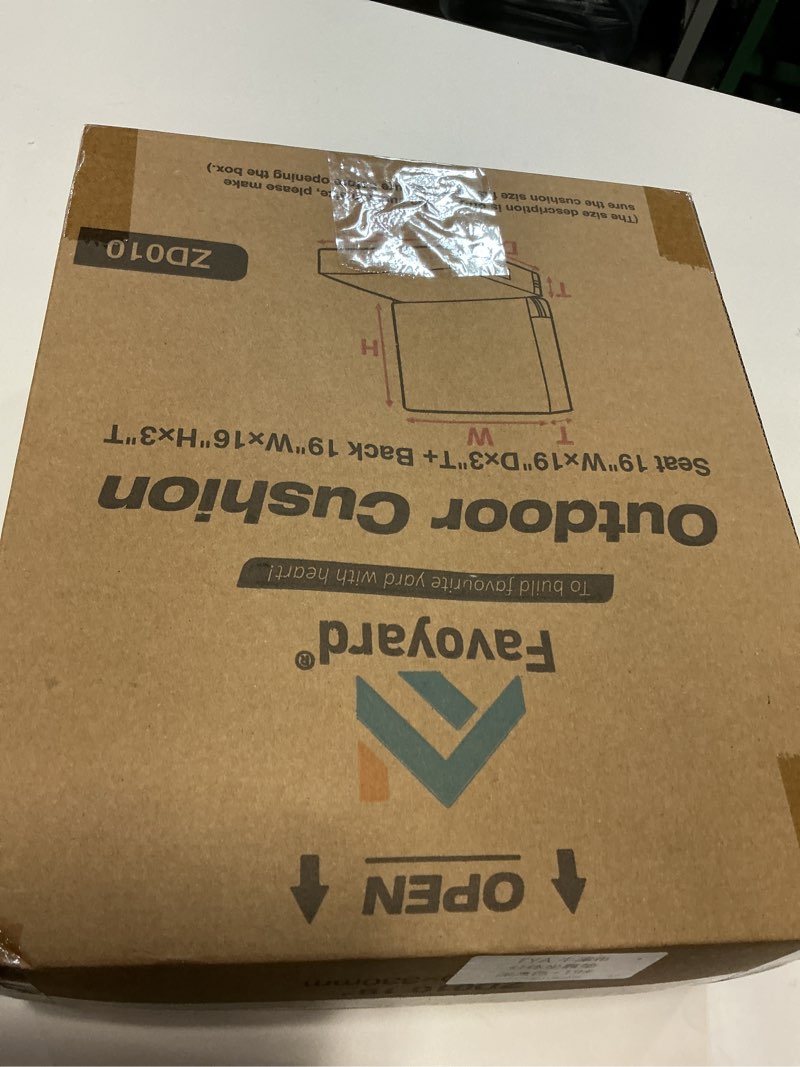 OPEN
Favoyard®
To build favourite yard with heart!
Outdoor Cushion
Seat 19"W×19"D×3"T+ Back 19"W×16"H×3"T
T W
H
T
D
ZD010
(The size description is please make
sure the cushion size opening the box.)